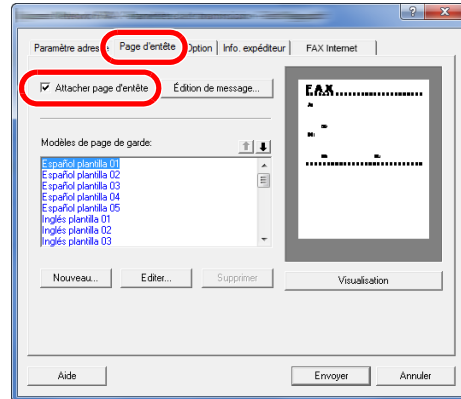 Paramètre adresse Page d'entête Option Info. expéditeur FAX Internet
Attacher page d'entête Édition de message...
FAX
Modèles de page de garde:
Español plantilla 01
Español plantilla 02
Español plantilla 03
Español plantilla 04
Español plantilla 05
Inglés plantilla 01
Inglés plantilla 02
Inglés plantilla 03
Nouveau... Editer... Supprimer Visualisation
Aide Envoyer Annuler